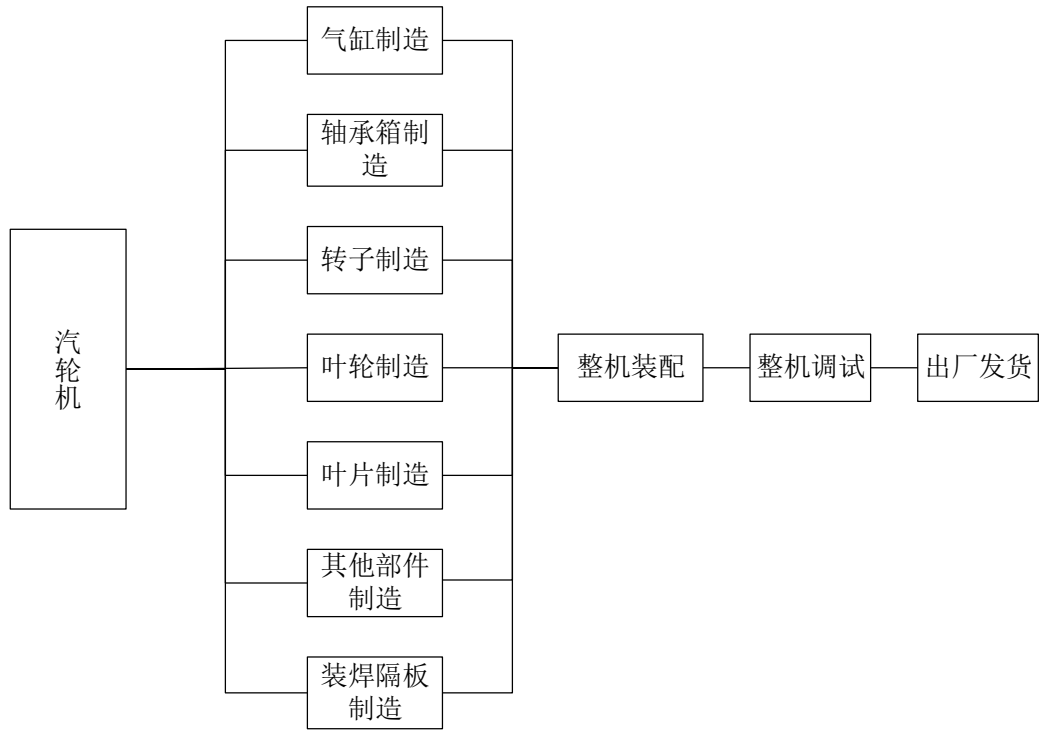 气缸制造
轴承箱制
造
转子制造
汽
轮
机
叶轮制造
整机装配
整机调试
出厂发货
叶片制造
其他部件
制造
装焊隔板
制造